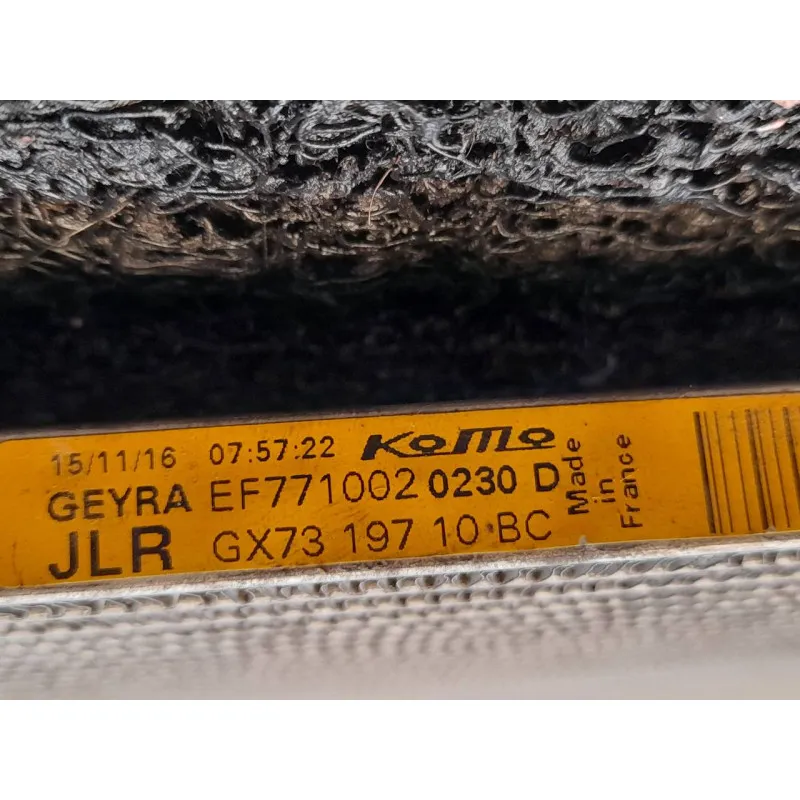 15/11/16 07:57:22 KoMo
GEYRA EF771002 0230 D
JLR GX73 197 10 BC
Made
in
France